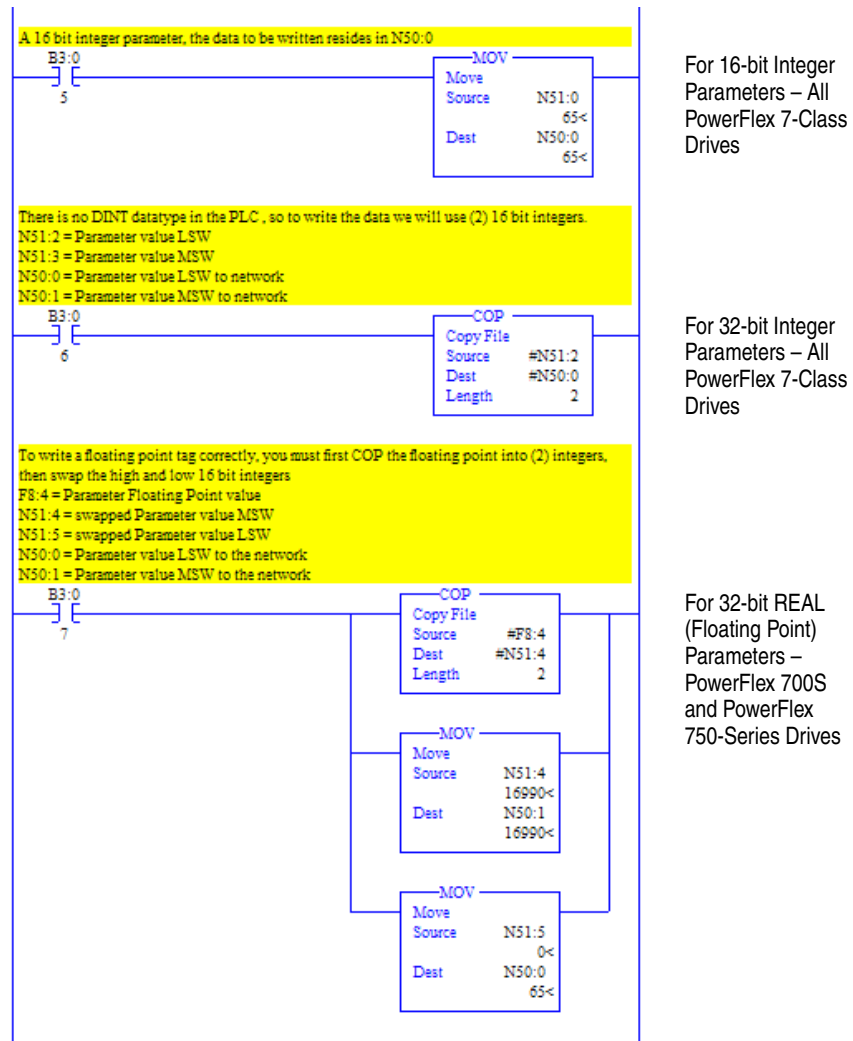 A 16 bit integer parameter, the data to be written resides in N50:0
B3:0
5
MOV
Move
Source N51:0
65<
Dest N50:0
65<
For 16-bit Integer
Parameters – All
PowerFlex 7-Class
Drives
There is no DINT datatype in the PLC , so to write the data we will use (2) 16 bit integers.
N51:2 = Parameter value LSW
N51:3 = Parameter value MSW
N50:0 = Parameter value LSW to network
N50:1 = Parameter value MSW to network
B3:0
6
COP
Copy File
Source #N51:2
Dest #N50:0
Length 2
For 32-bit Integer
Parameters – All
PowerFlex 7-Class
Drives
To write a floating point tag correctly, you must first COP the floating point into (2) integers,
then swap the high and low 16 bit integers
F8:4 = Parameter Floating Point value
N51:4 = swapped Parameter value MSW
N51:5 = swapped Parameter value LSW
N50:0 = Parameter value LSW to the network
N50:1 = Parameter value MSW to the network
B3:0
7
COP
Copy File
Source #F8:4
Dest #N51:4
Length 2
For 32-bit REAL
(Floating Point)
Parameters –
PowerFlex 700S
and PowerFlex
750-Series Drives
MOV
Move
Source N51:4
16990<
Dest N50:1
16990<
MOV
Move
Source N51:5
0<
Dest N50:0
65<